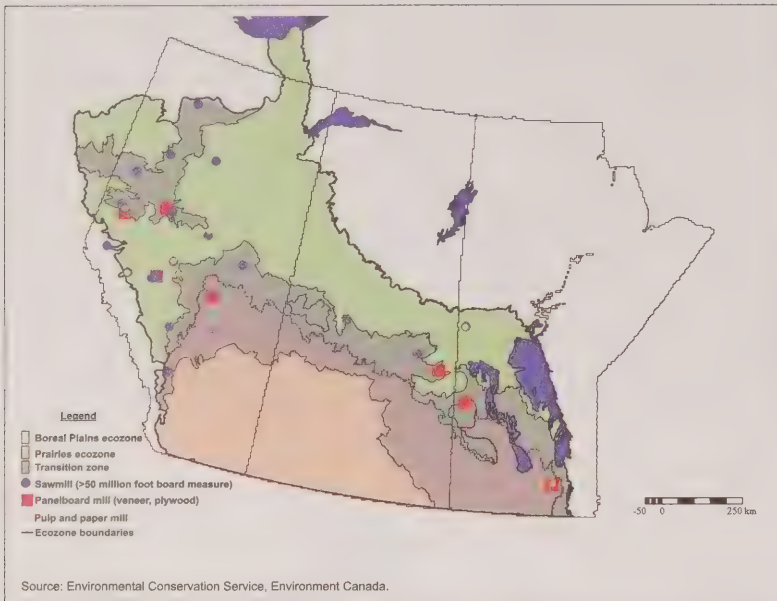 Legend
Boreal Plains ecozone
Prairies ecozone
Transition zone
Sawmill (>50 million foot board measure)
Panelboard mill (veneer, plywood)
Pulp and paper mill
Ecozone boundaries
-50 0 250 km
Source: Environmental Conservation Service, Environment Canada.